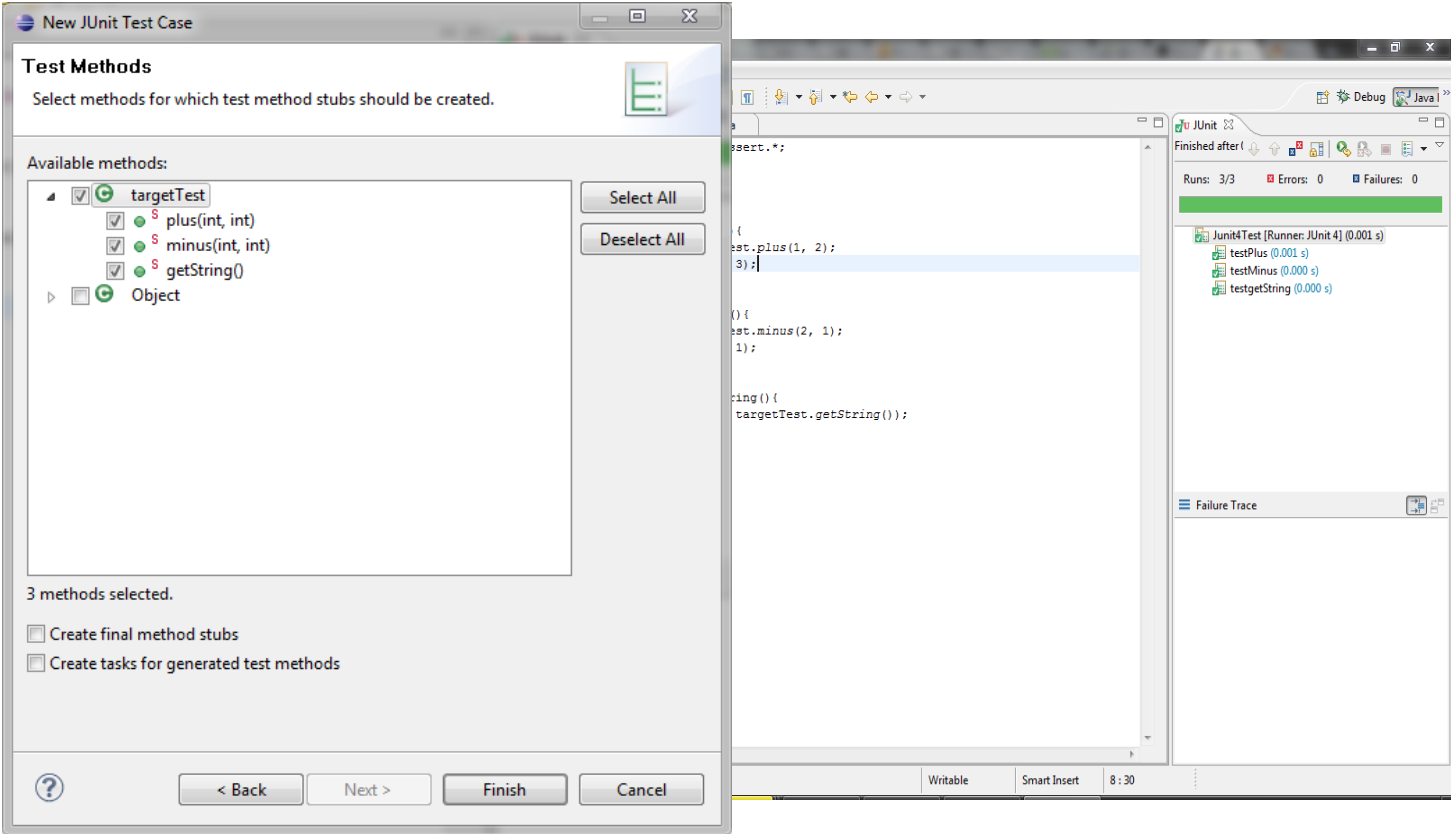 New JUnit Test Case
Test Methods
Select methods for which test method stubs should be created.
Available methods:
targetTest
S plus(int, int)
S minus(int, int)
S getString()
Object
Select All
Deselect All
3 methods selected.
Create final method stubs
Create tasks for generated test methods
< Back
Next >
Finish
Cancel
Debug
Java
ssert.*;
){
est.plus(1, 2);
3);
(){
est.minus(2, 1);
1);
ring(){
targetTest.getString());
Writable
Smart Insert
8 : 30
JUnit
Finished after
Runs: 3/3
Errors: 0
Failures: 0
Junit4Test [Runner: JUnit 4] (0.001 s)
testPlus (0.001 s)
testMinus (0.000 s)
testgetString (0.000 s)
Failure Trace